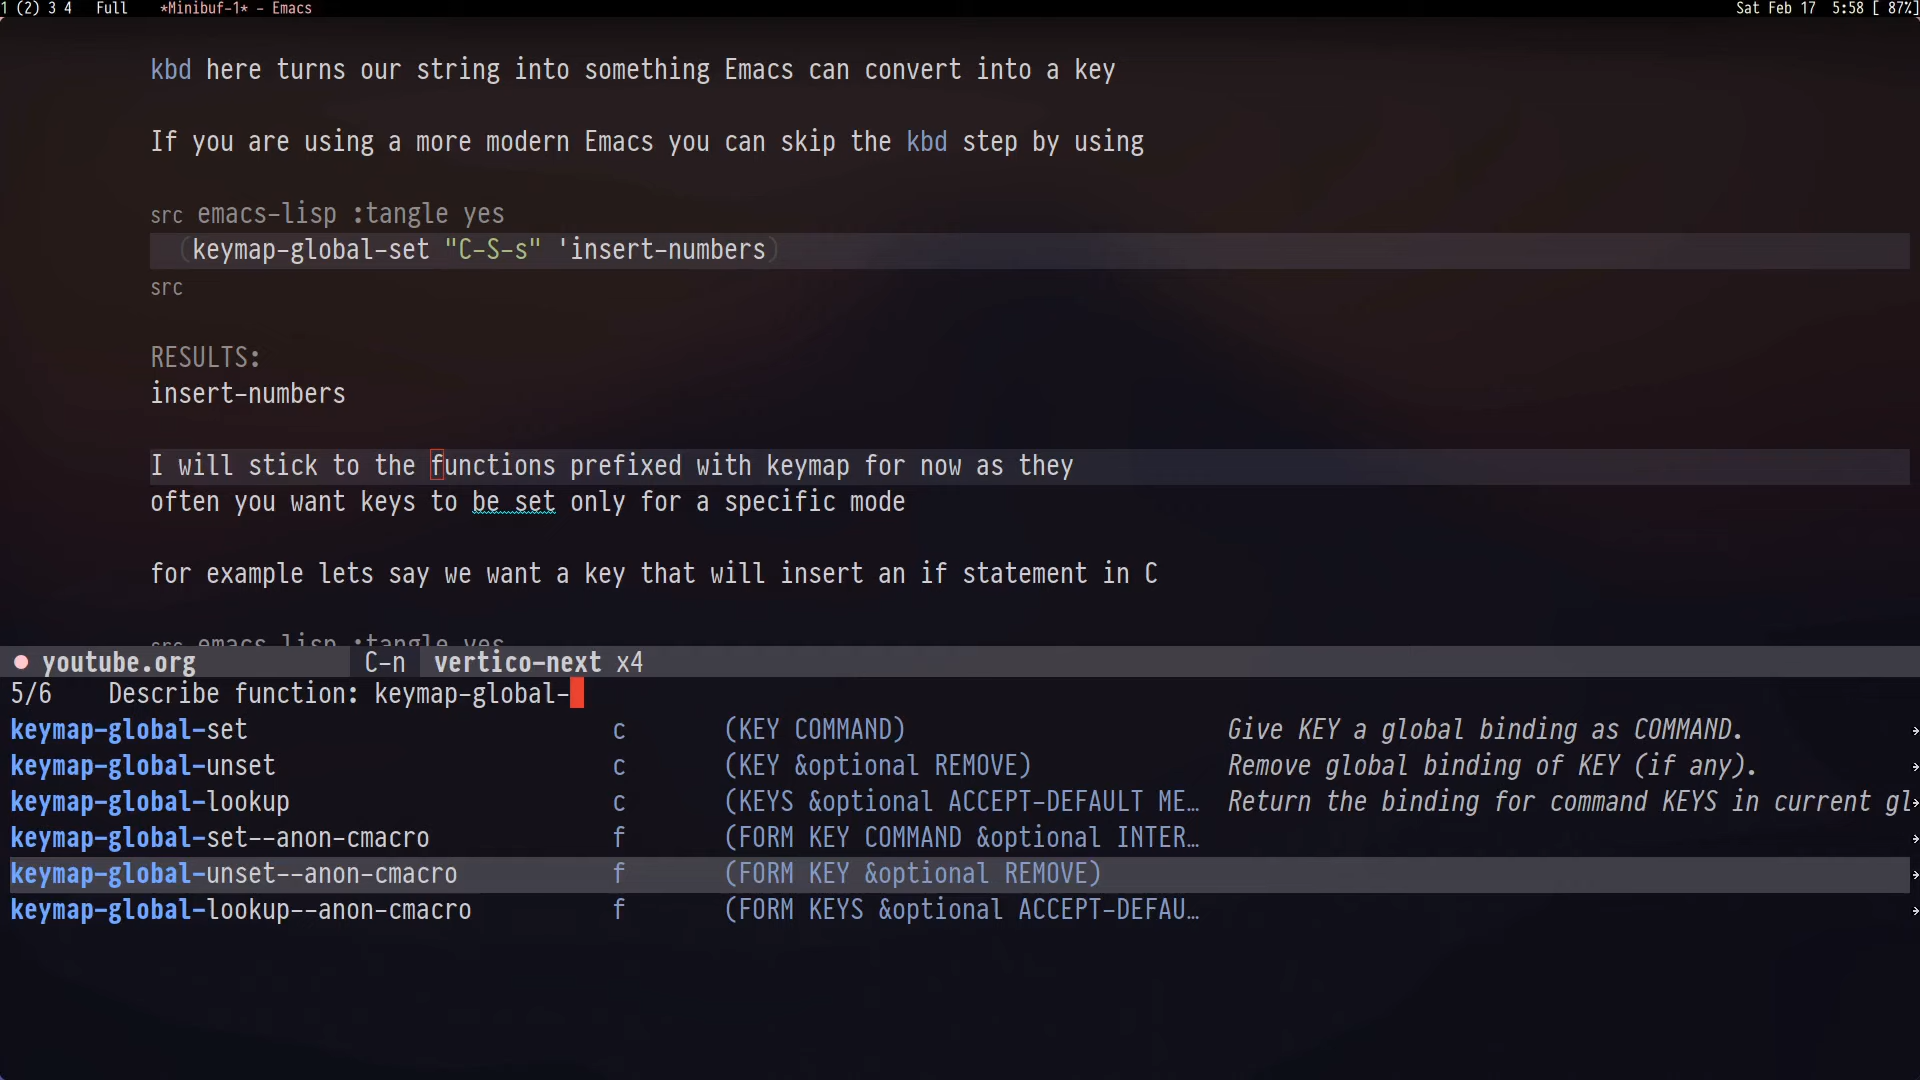 1 (2) 3 4 Full *Minibuf-1* - Emacs Sat Feb 17 5:58 [ 87%]
kbd here turns our string into something Emacs can convert into a key
If you are using a more modern Emacs you can skip the kbd step by using
src emacs-lisp :tangle yes
(keymap-global-set "C-S-s" 'insert-numbers)
src
RESULTS:
insert-numbers
I will stick to the functions prefixed with keymap for now as they
often you want keys to be set only for a specific mode
for example lets say we want a key that will insert an if statement in C
src emacs-lisp :tangle yes
youtube.org C-n vertico-next x4
5/6 Describe function: keymap-global-
keymap-global-set c (KEY COMMAND) Give KEY a global binding as COMMAND.
keymap-global-unset c (KEY &optional REMOVE) Remove global binding of KEY (if any).
keymap-global-lookup c (KEYS &optional ACCEPT-DEFAULT ME… Return the binding for command KEYS in current gl
keymap-global-set--anon-cmacro f (FORM KEY COMMAND &optional INTER…
keymap-global-unset--anon-cmacro f (FORM KEY &optional REMOVE)
keymap-global-lookup--anon-cmacro f (FORM KEYS &optional ACCEPT-DEFAU…